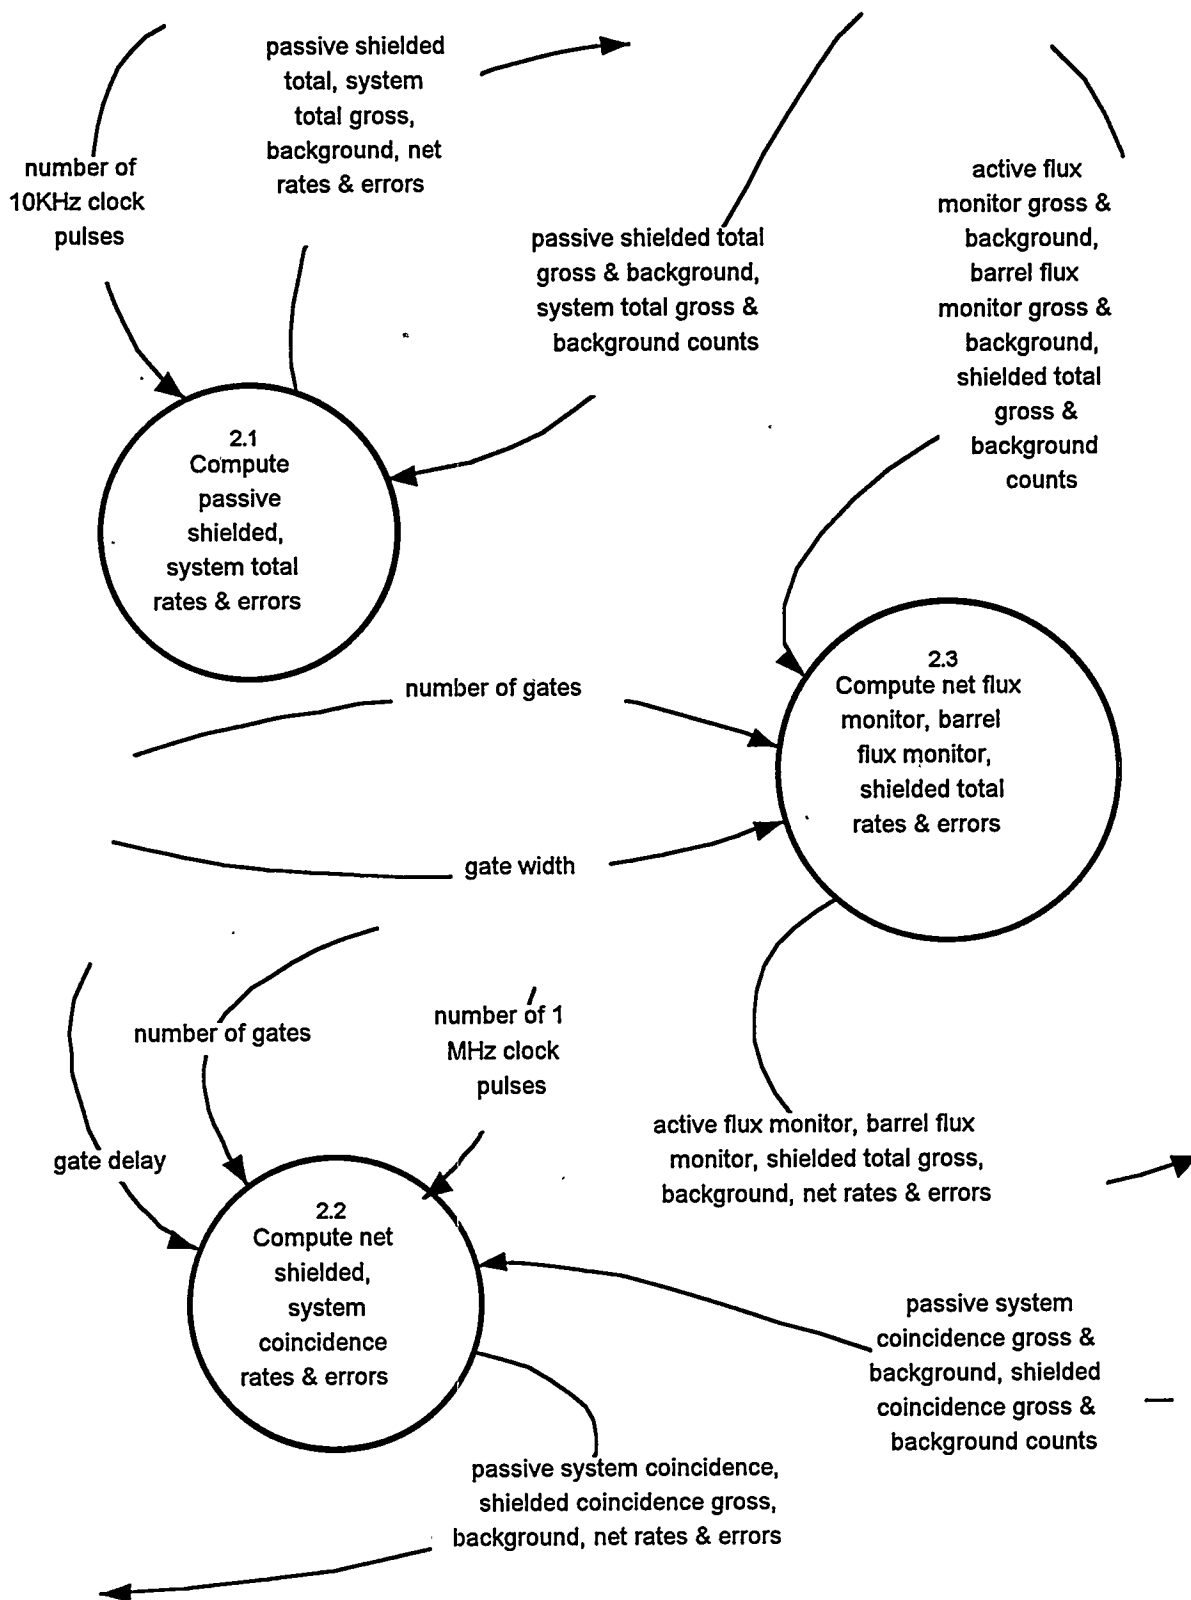 passive shielded
total, system
total gross,
background, net
rates & errors
number of
10KHz clock
pulses
passive shielded total
gross & background,
system total gross &
background counts
active flux
monitor gross &
background,
barrel flux
monitor gross &
background,
shielded total
gross &
background
counts
2.1
Compute
passive
shielded,
system total
rates & errors
number of gates
2.3
Compute net flux
monitor, barrel
flux monitor,
shielded total
rates & errors
gate width
number of gates
number of 1
MHz clock
pulses
gate delay
active flux monitor, barrel flux
monitor, shielded total gross,
background, net rates & errors
2.2
Compute net
shielded,
system
coincidence
rates & errors
passive system
coincidence gross &
background, shielded
coincidence gross &
background counts
passive system coincidence,
shielded coincidence gross,
background, net rates & errors